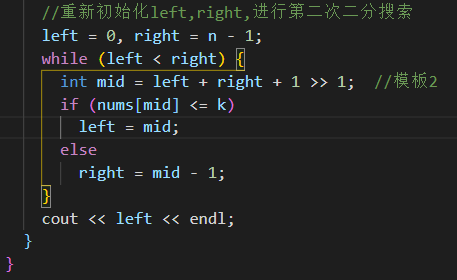 //重新初始化left,right,进行第二次二分搜索
left = 0, right = n - 1;
while (left < right) {
int mid = left + right + 1 >> 1;  //模板2
if (nums[mid] <= k)
left = mid;
else
right = mid - 1;
}
cout << left << endl;
}
}